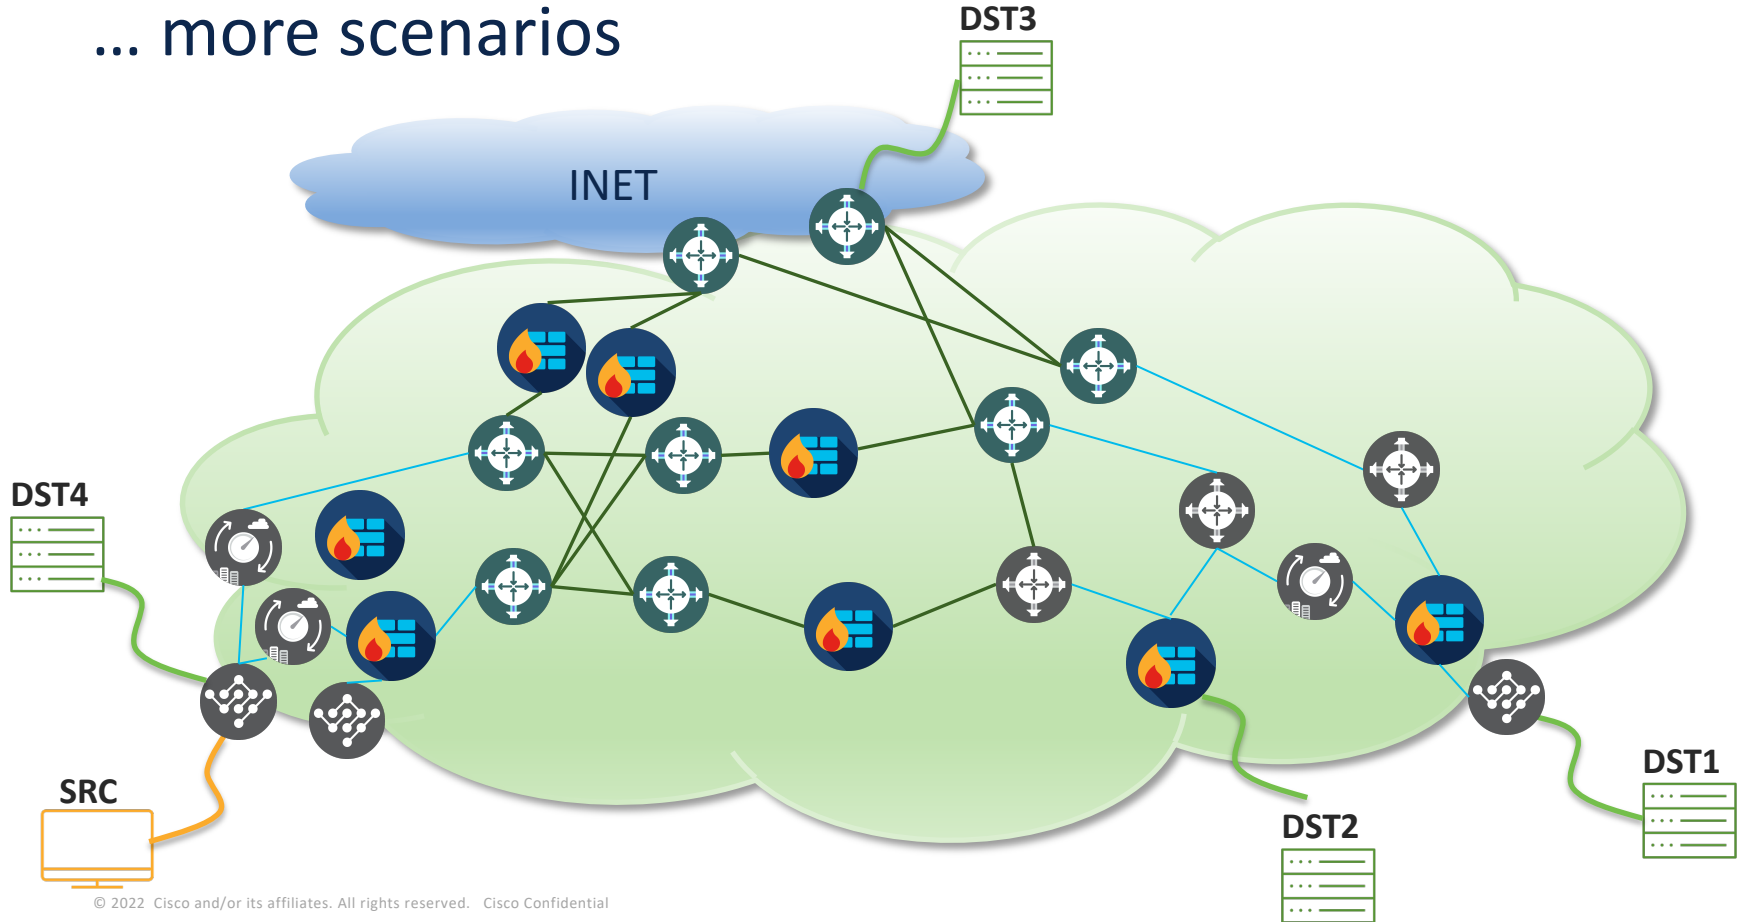 ... more scenarios
DST3
INET
DST4
SRC
DST1
DST2
© 2022 Cisco and/or its affiliates. All rights reserved. Cisco Confidential